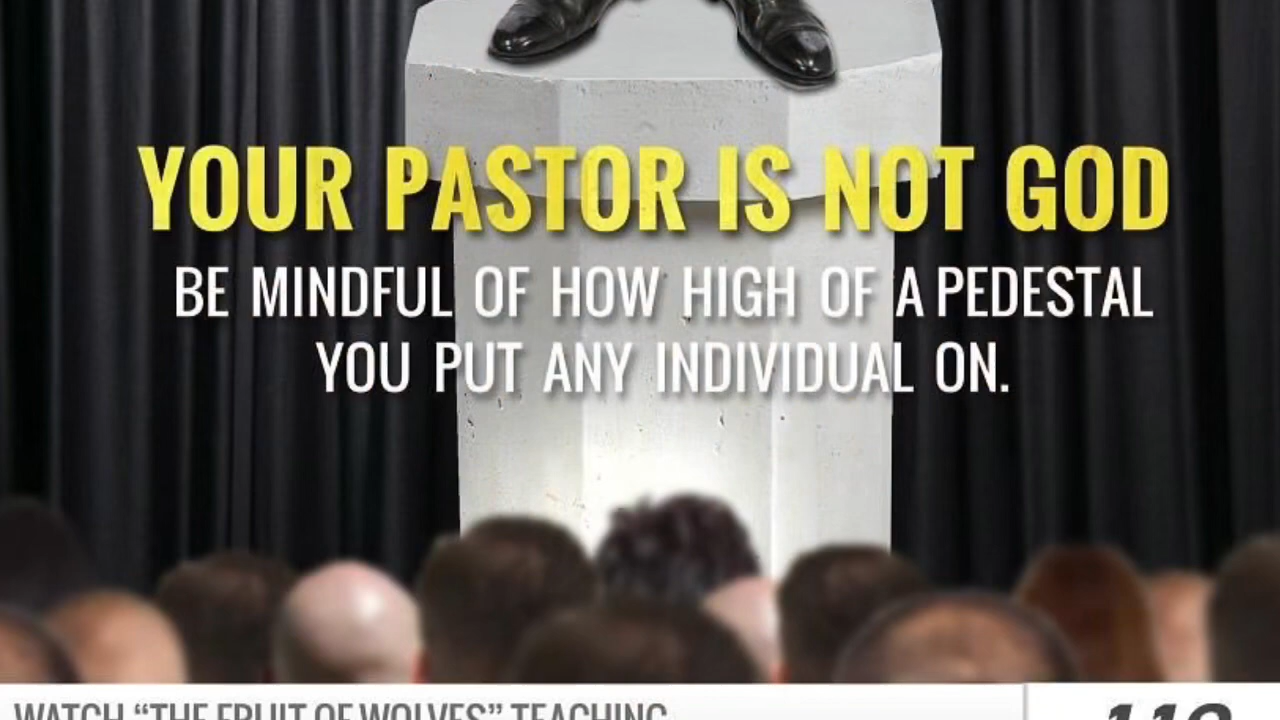 YOUR PASTOR IS NOT GOD
BE MINDFUL OF HOW HIGH OF A PEDESTAL
YOU PUT ANY INDIVIDUAL ON.
WATCH “THE FRUIT OF WOLVES” TEACHING
119